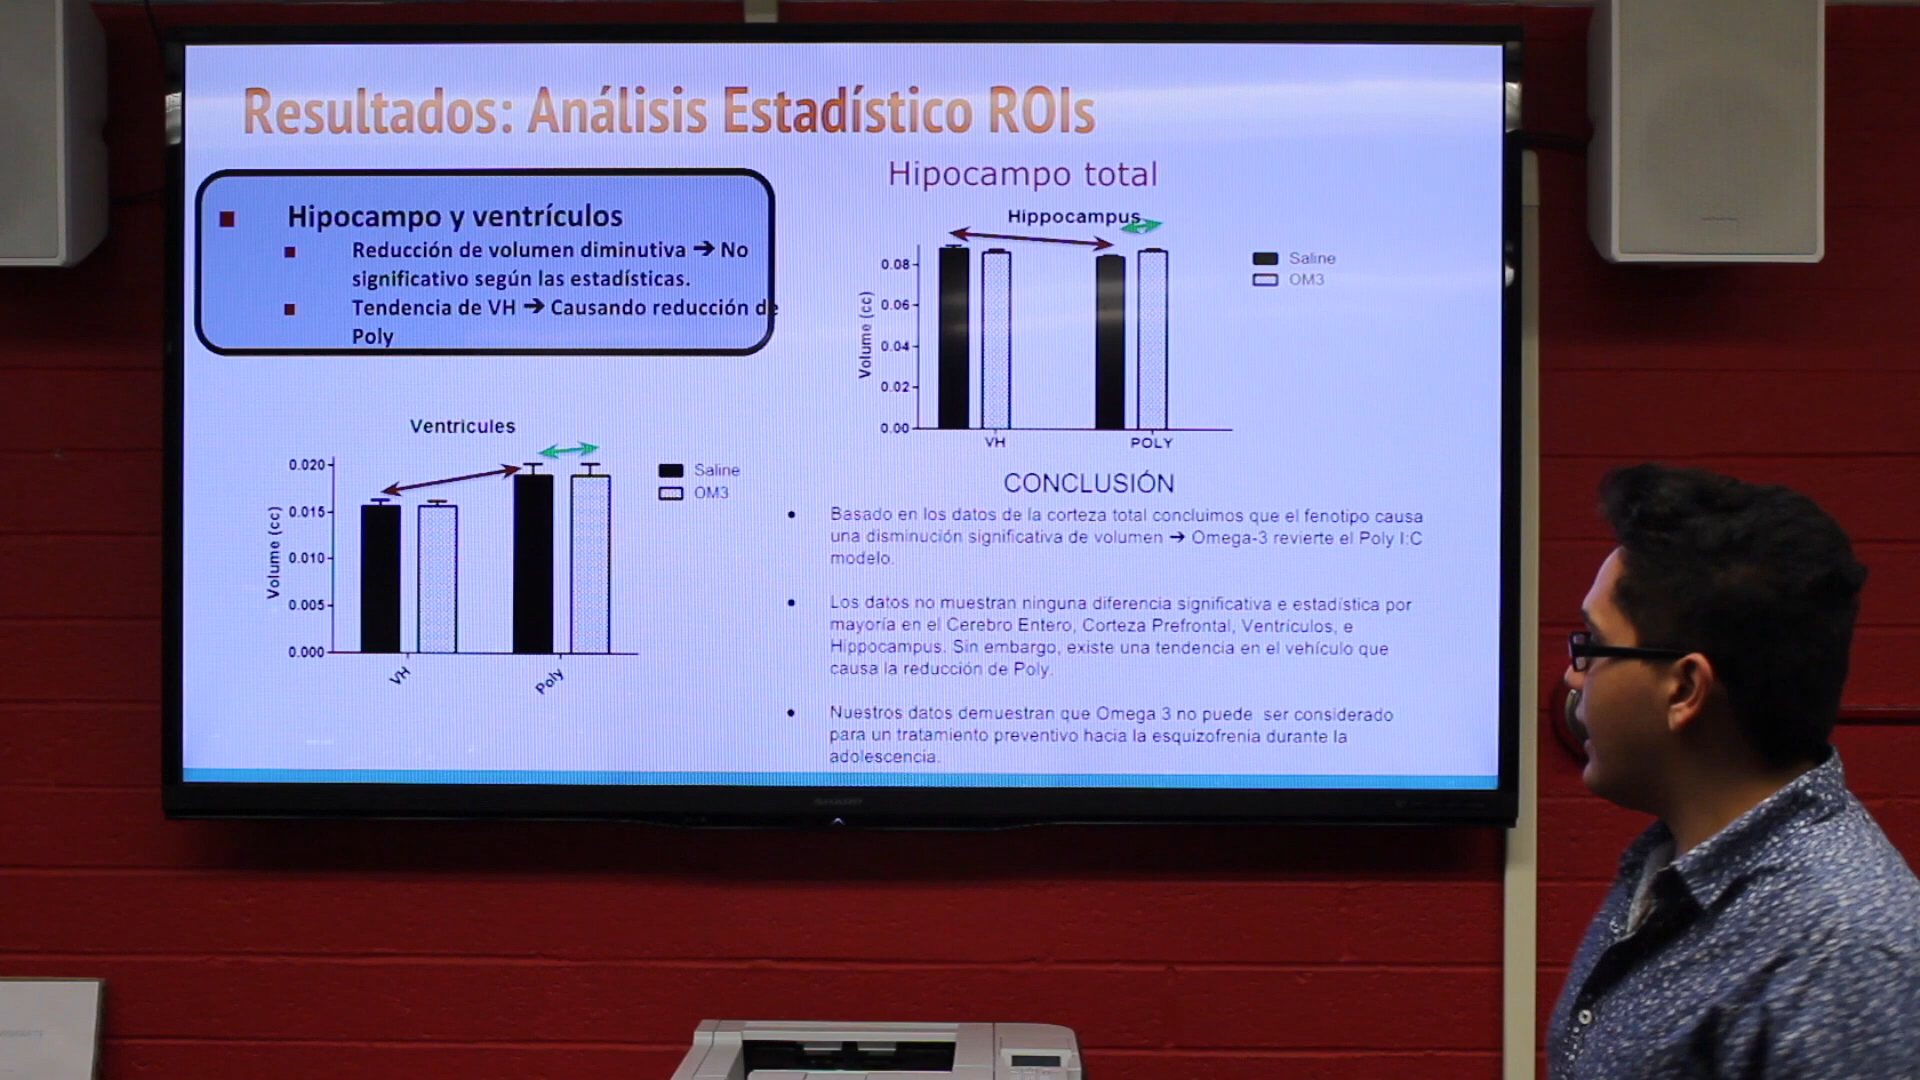 Resultados: Análisis Estadístico ROIs
Hipocampo y ventrículos
Reducción de volumen diminutiva ➔ No
significativo según las estadísticas.
Tendencia de VH ➔ Causando reducción de
Poly
Hipocampo total
Hippocampus
Volume (cc)
0.08
0.06
0.04
0.02
0.00
VH
POLY
Saline
OM3
Ventricules
Volume (cc)
0.020
0.015
0.010
0.005
0.000
VH
Poly
Saline
OM3
CONCLUSIÓN
Basado en los datos de la corteza total concluimos que el fenotipo causa
una disminución significativa de volumen ➔ Omega-3 revierte el Poly I:C
modelo.
Los datos no muestran ninguna diferencia significativa e estadística por
mayoría en el Cerebro Entero, Corteza Prefrontal, Ventrículos, e
Hippocampus. Sin embargo, existe una tendencia en el vehículo que
causa la reducción de Poly.
Nuestros datos demuestran que Omega 3 no puede ser considerado
para un tratamiento preventivo hacia la esquizofrenia durante la
adolescencia.